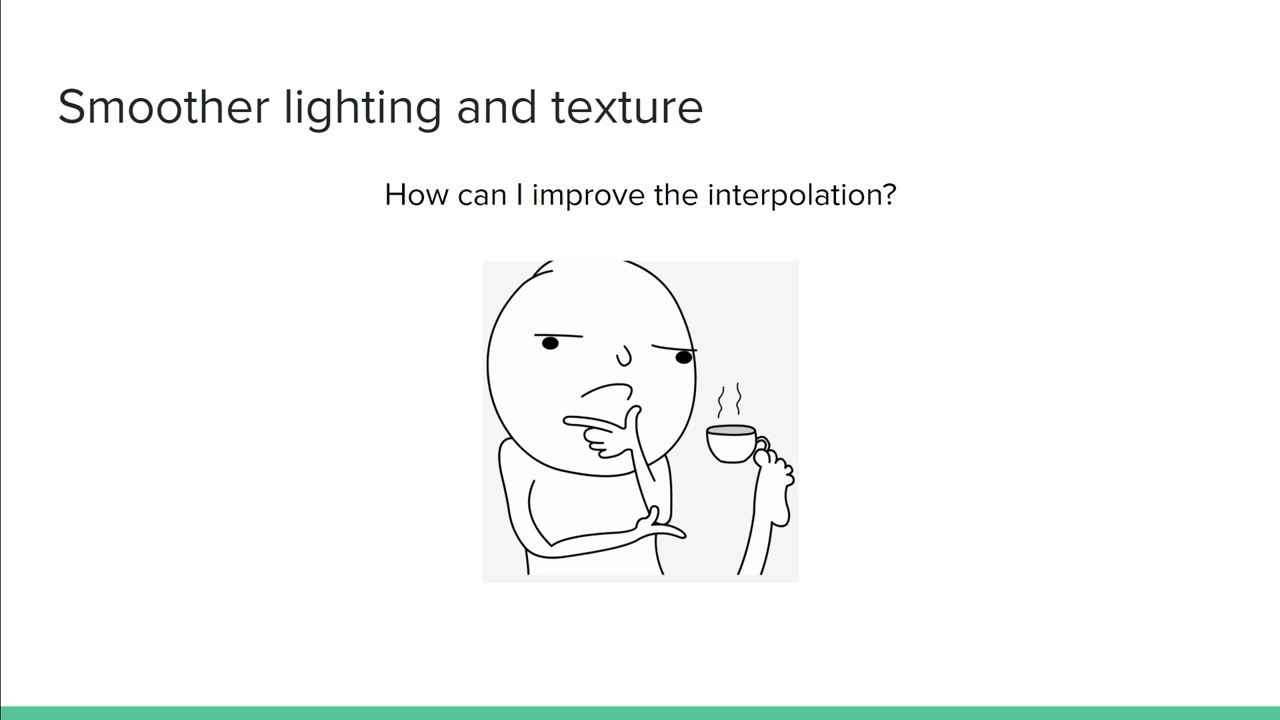 Smoother lighting and texture
How can I improve the interpolation?